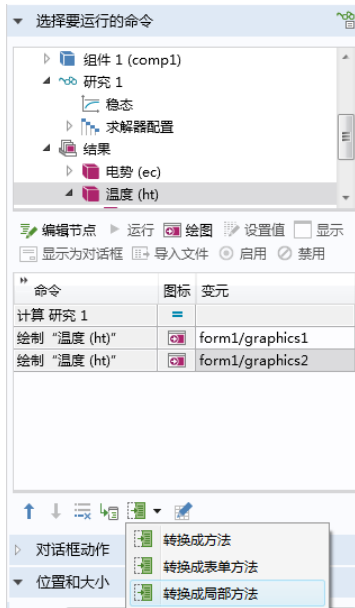 选择要运行的命令
组件 1 (comp1)
研究 1
稳态
求解器配置
结果
电势 (ec)
温度 (ht)
编辑节点 运行 绘图 设置值 显示
显示为对话框 导入文件 启用 禁用
命令 图标 变元
计算 研究 1
绘制 "温度 (ht)" form1/graphics1
绘制 "温度 (ht)" form1/graphics2
转换成方法
对话框动作
转换成表单方法
位置和大小
转换成局部方法